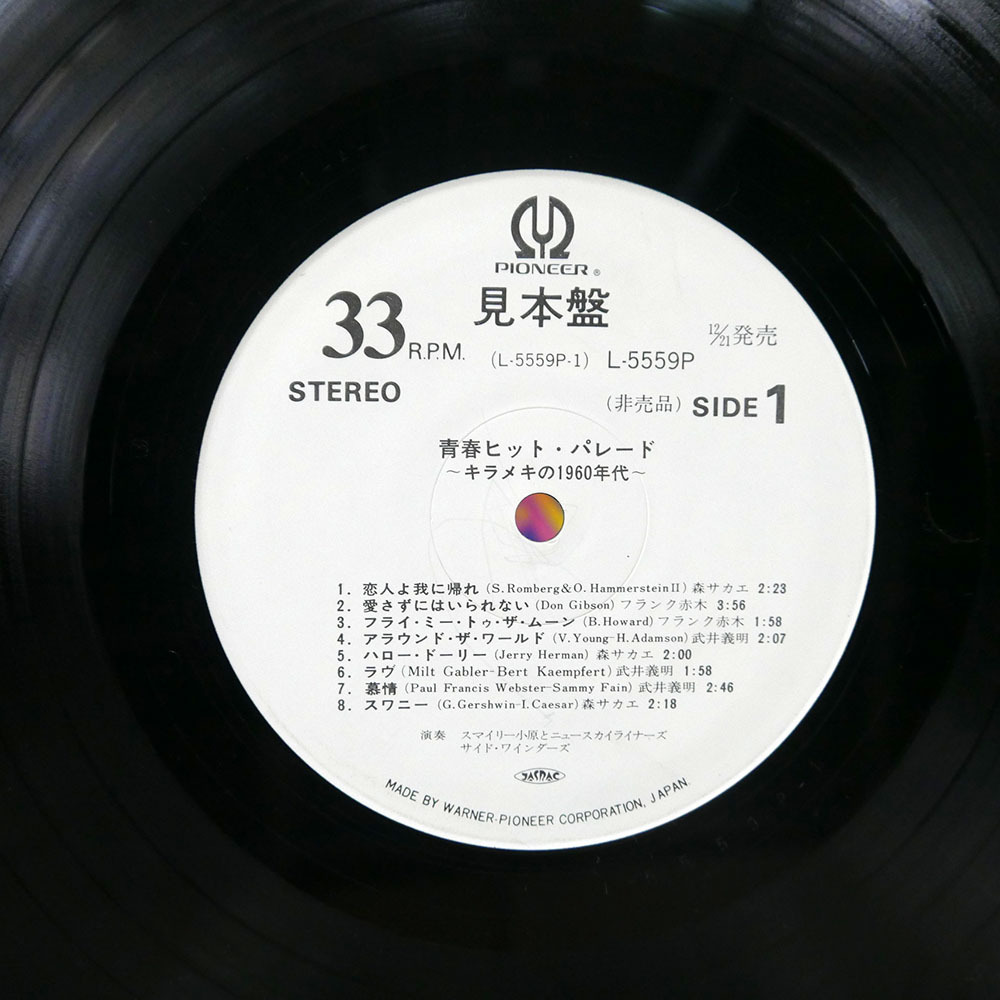 PIONEER®
見本盤
33 R.P.M. (L-5559P-1) L-5559P 12/21発売
STEREO (非売品) SIDE 1
青春ヒット・パレード
～キラメキの1960年代～
1. 恋人よ我に帰れ (S. Romberg&O. HammersteinII) 森サカエ 2:23
2. 愛さずにはいられない (Don Gibson) フランク赤木 3:56
3. フライ・ミー・トゥ・ザ・ムーン (B.Howard) フランク赤木 1:58
4. アラウンド・ザ・ワールド (V.Young-H.Adamson) 武井義明 2:07
5. ハロー・ドーリー (Jerry Herman) 森サカエ 2:00
6. ラヴ (Milt Gabler-Bert Kaempfert) 武井義明 1:58
7. 慕情 (Paul Francis Webster-Sammy Fain) 武井義明 2:46
8. スワニー (G.Gershwin-I.Caesar) 森サカエ 2:18
演奏 スマイリー小原とニュースカイライナーズ
サイド・ワインダーズ
JASRAC
MADE BY WARNER-PIONEER CORPORATION, JAPAN.